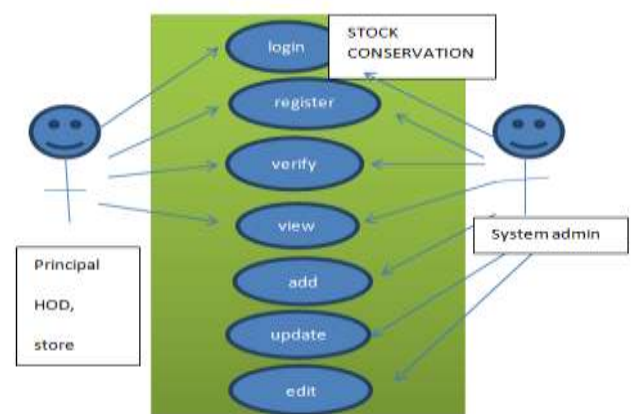 login
STOCK
CONSERVATION
register
verify
view
System admin
Principal
HOD,
store
add
update
edit